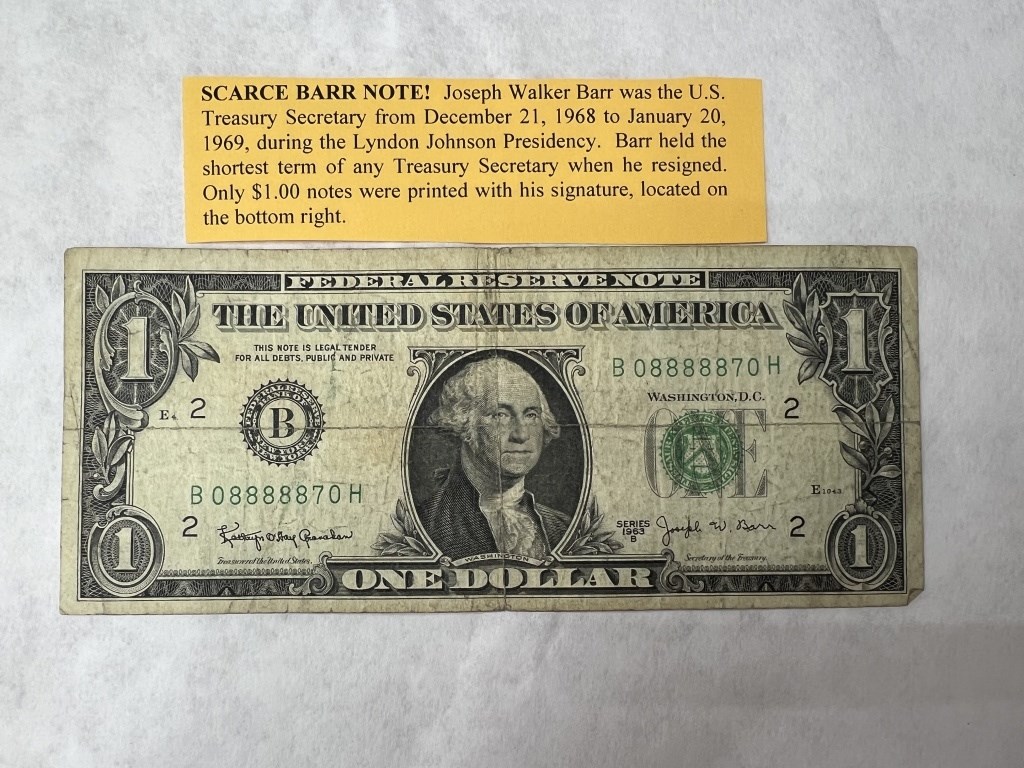 SCARCE BARR NOTE! Joseph Walker Barr was the U.S.
Treasury Secretary from December 21, 1968 to January 20,
1969, during the Lyndon Johnson Presidency. Barr held the
shortest term of any Treasury Secretary when he resigned.
Only $1.00 notes were printed with his signature, located on
the bottom right.
FEDERAL RESERVE NOTE
THE UNITED STATES OF AMERICA
1
1
THIS NOTE IS LEGAL TENDER
FOR ALL DEBTS, PUBLIC AND PRIVATE
B 08888870 H
WASHINGTON, D.C.
E4 2
B
ONE
2
E1043
B 08888870 H
2
Kathryn O'Hay Granahan
Treasurer of the United States.
SERIES
1963
B
Joseph W. Barr
Secretary of the Treasury.
2
1
1
WASHINGTON
ONE DOLLAR